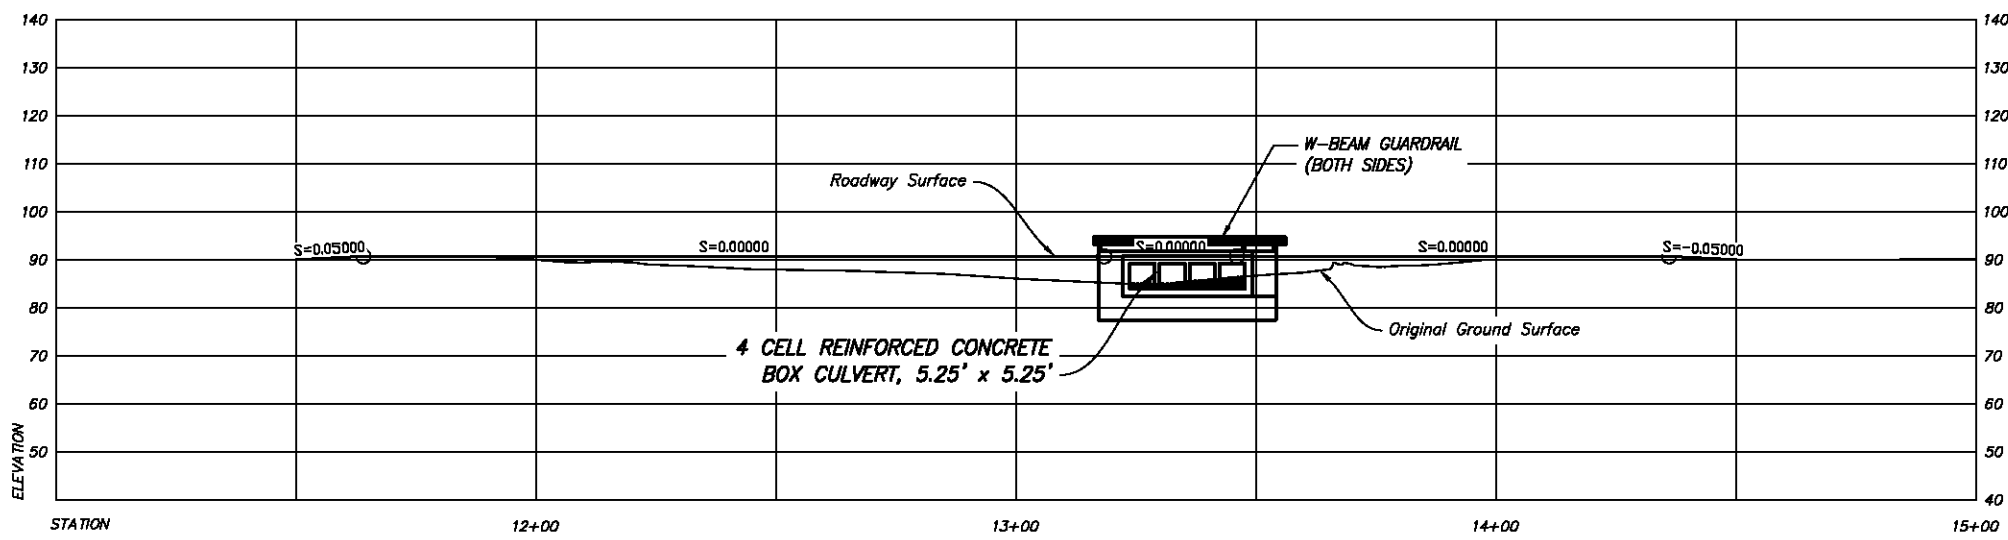 140 140
130 130
120 120
110 110
100 100
90 90
80 80
70 70
60 60
50 50
40
ELEVATION
W-BEAM GUARDRAIL
(BOTH SIDES)
Roadway Surface
S=0.05000 S=0.00000 S=0.00000 S=0.00000 S=-0.05000
Original Ground Surface
4 CELL REINFORCED CONCRETE
BOX CULVERT, 5.25' x 5.25'
STATION 12+00 13+00 14+00 15+00